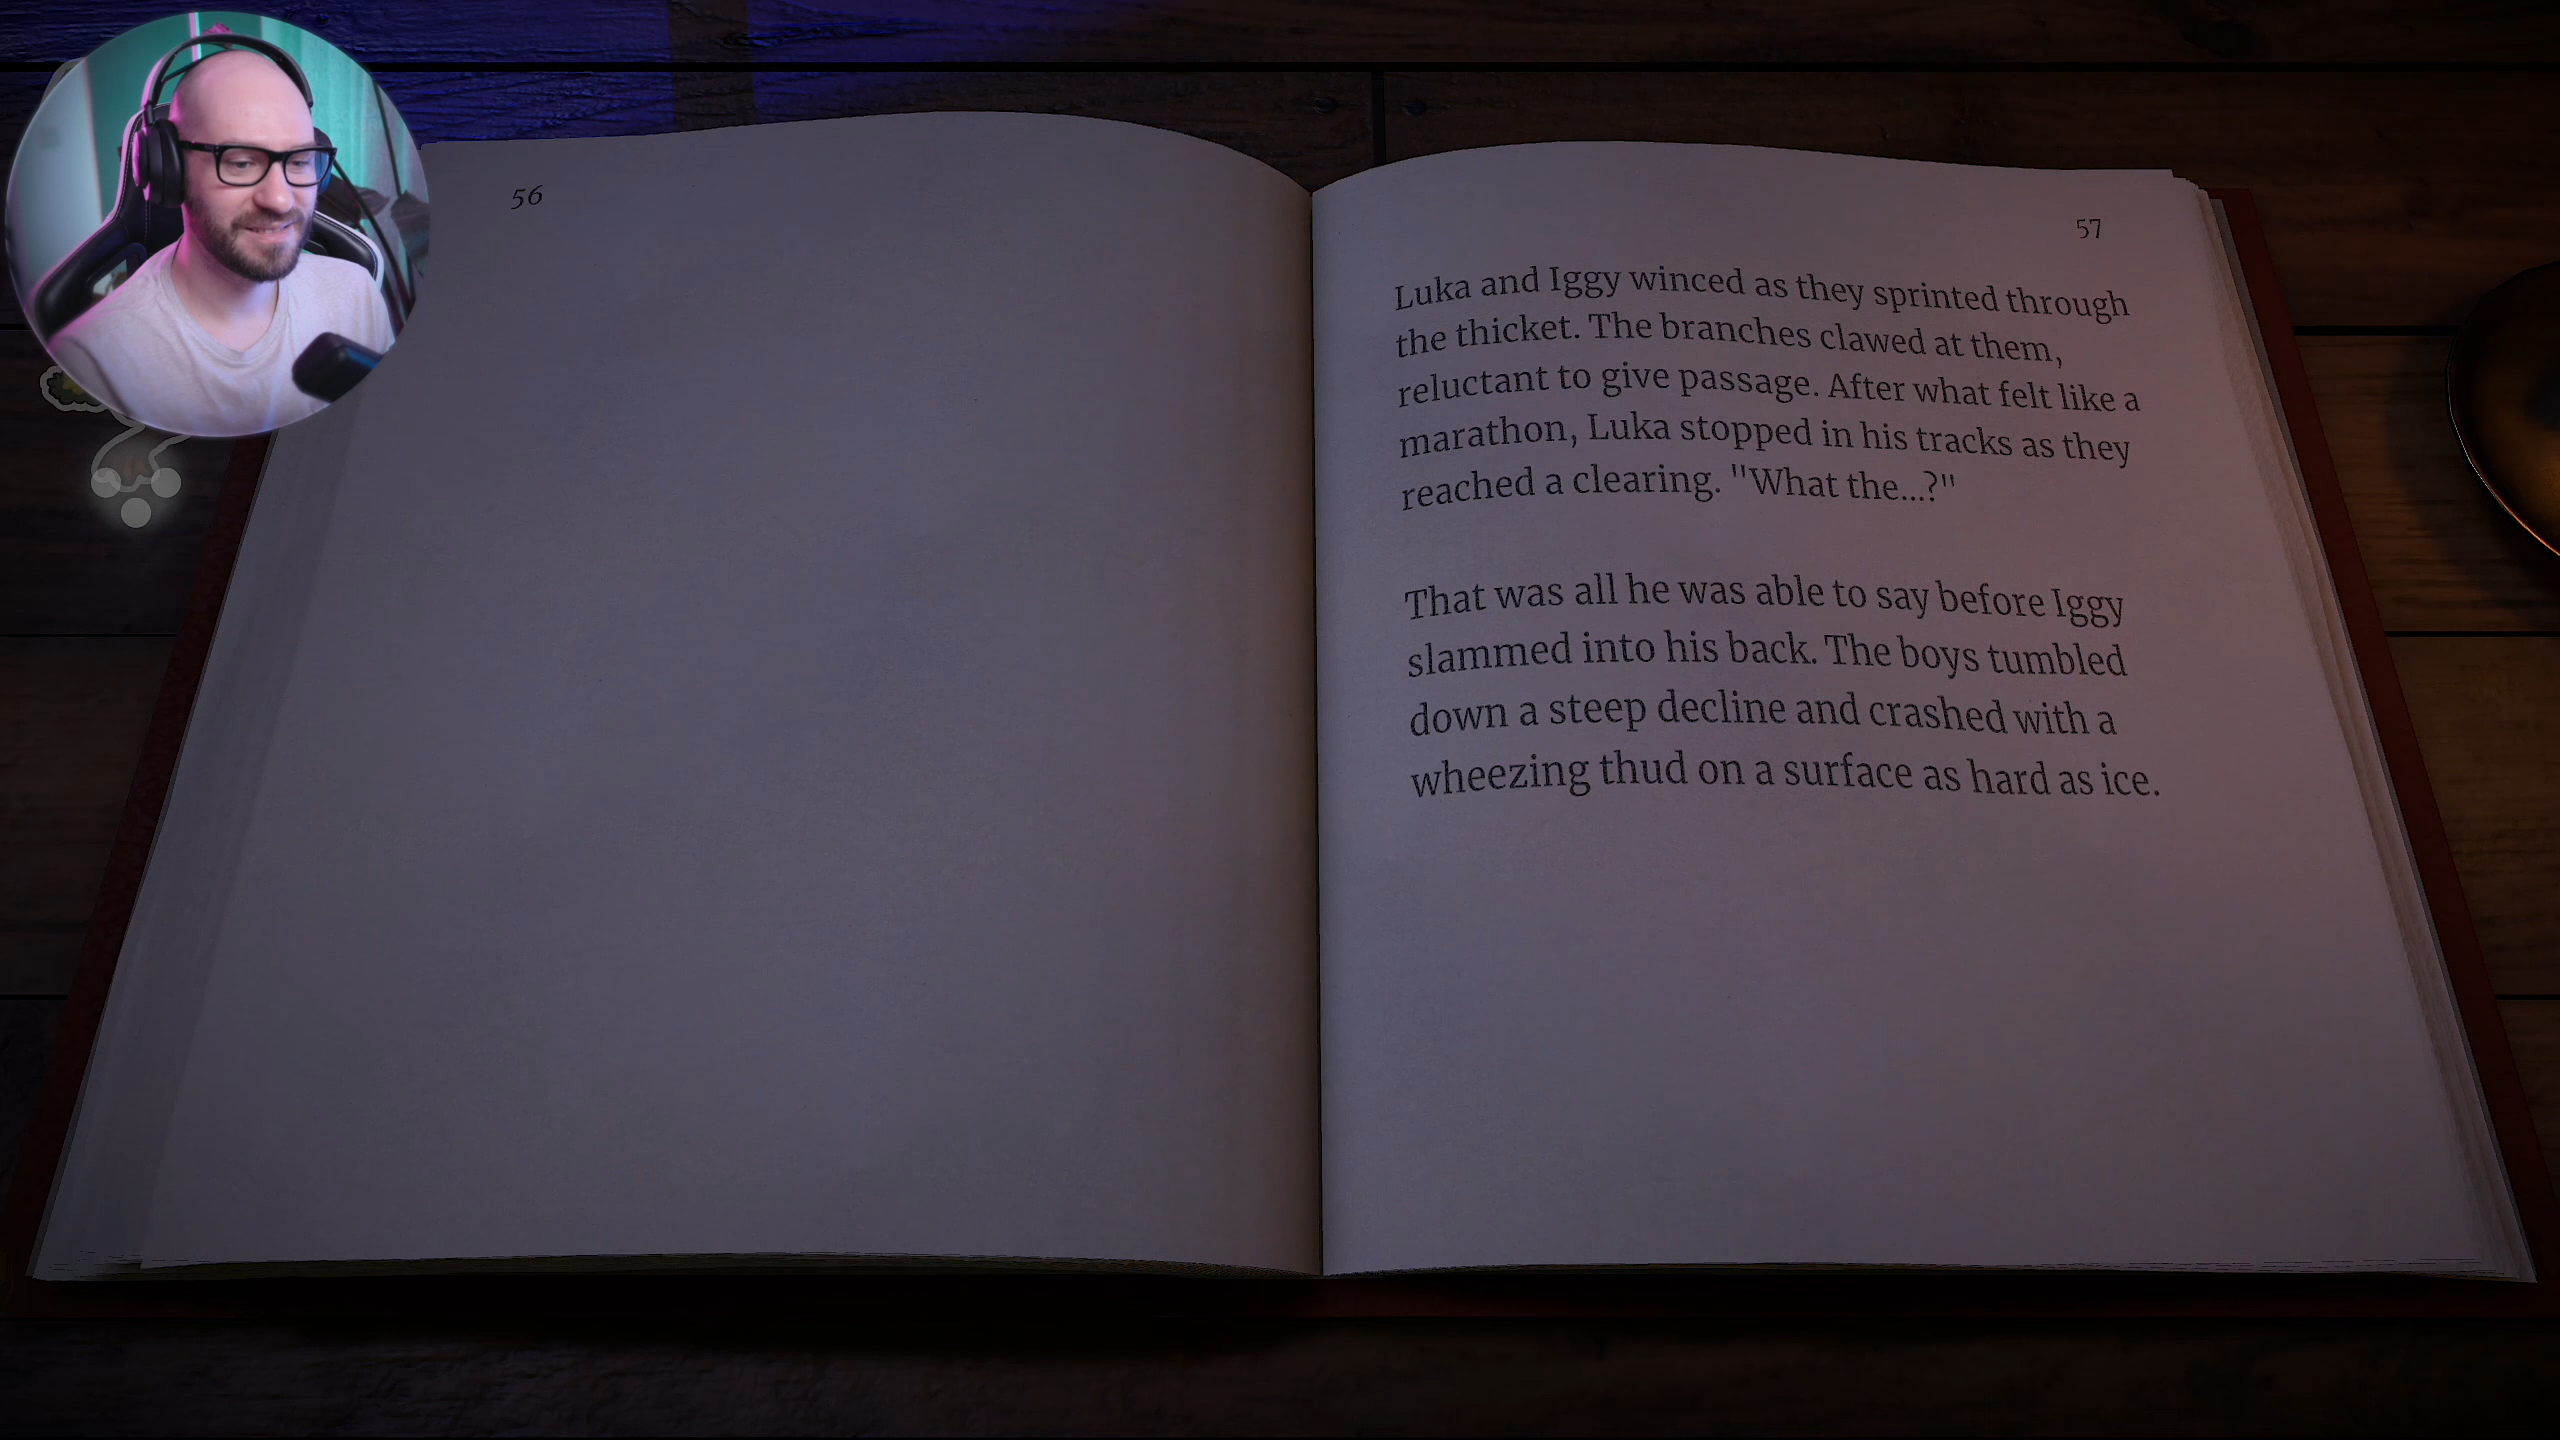 56
57
Luka and Iggy winced as they sprinted through
the thicket. The branches clawed at them,
reluctant to give passage. After what felt like a
marathon, Luka stopped in his tracks as they
reached a clearing. "What the...?"
That was all he was able to say before Iggy
slammed into his back. The boys tumbled
down a steep decline and crashed with a
wheezing thud on a surface as hard as ice.